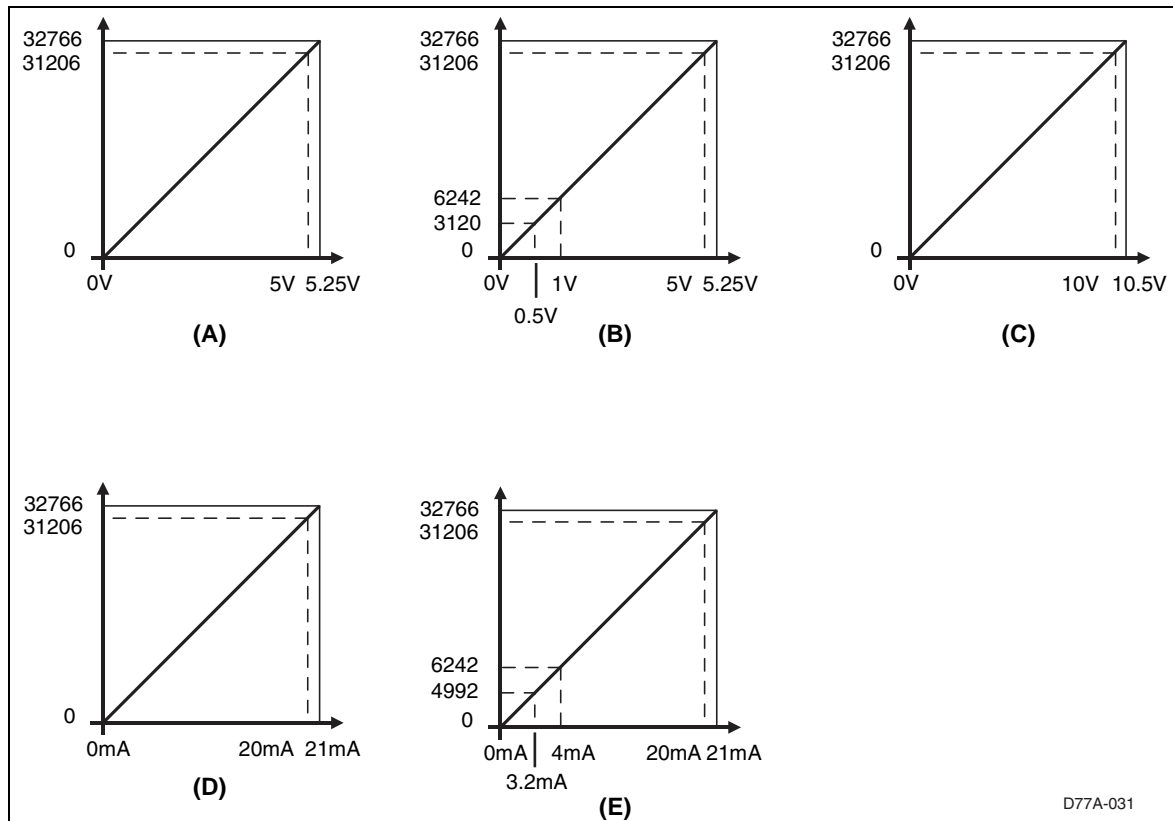 32766
31206
0
0V
5V 5.25V
(A)
32766
31206
6242
3120
0
0V
1V
5V 5.25V
0.5V
(B)
32766
31206
0
0V
10V 10.5V
(C)
32766
31206
0
0mA
20mA 21mA
(D)
32766
31206
6242
4992
0
0mA
4mA
20mA 21mA
3.2mA
(E)
D77A-031